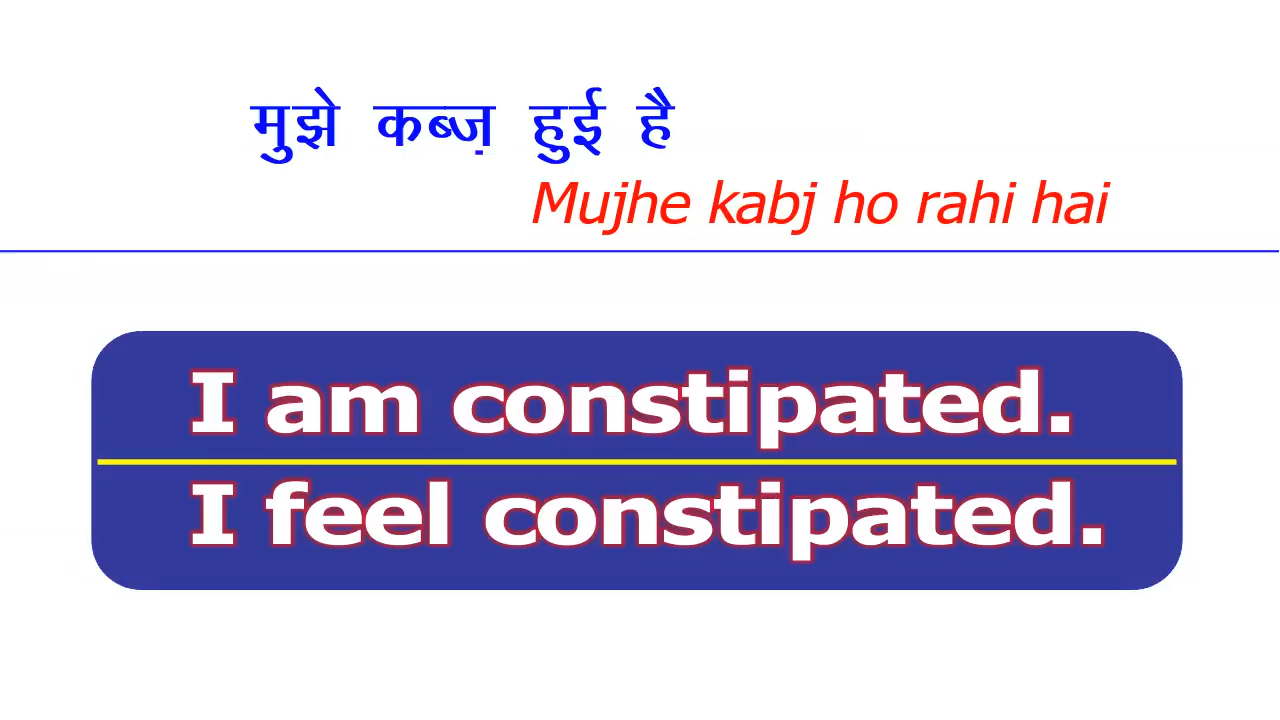 मुझे कब्ज़ हुई है
Mujhe kabj ho rahi hai
I am constipated.
I feel constipated.